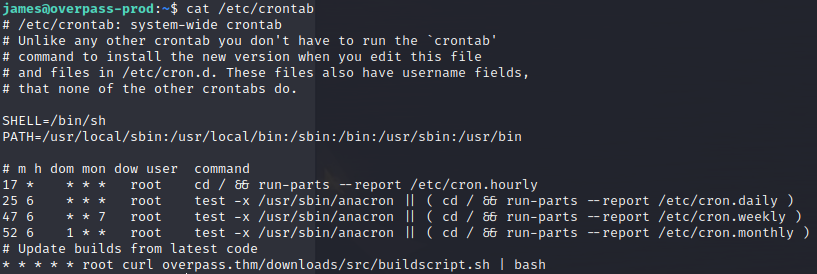 james@overpass-prod:~$ cat /etc/crontab
# /etc/crontab: system-wide crontab
# Unlike any other crontab you don't have to run the `crontab'
# command to install the new version when you edit this file
# and files in /etc/cron.d. These files also have username fields,
# that none of the other crontabs do.

SHELL=/bin/sh
PATH=/usr/local/sbin:/usr/local/bin:/sbin:/bin:/usr/sbin:/usr/bin

# m h dom mon dow user  command
17 *    * * *   root    cd / && run-parts --report /etc/cron.hourly
25 6    * * *   root    test -x /usr/sbin/anacron || ( cd / && run-parts --report /etc/cron.daily )
47 6    * * 7   root    test -x /usr/sbin/anacron || ( cd / && run-parts --report /etc/cron.weekly )
52 6    1 * *   root    test -x /usr/sbin/anacron || ( cd / && run-parts --report /etc/cron.monthly )
# Update builds from latest code
* * * * * root curl overpass.thm/downloads/src/buildscript.sh | bash